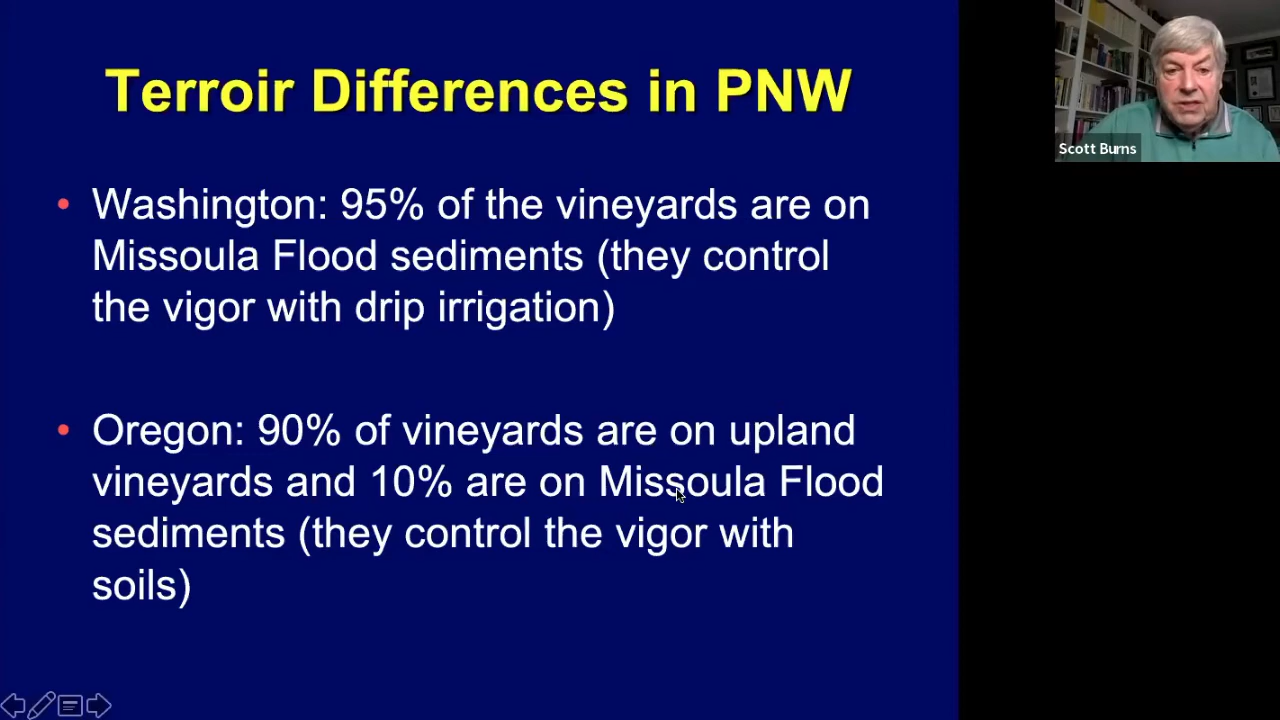 Terroir Differences in PNW
Scott Burns
• Washington: 95% of the vineyards are on
Missoula Flood sediments (they control
the vigor with drip irrigation)
• Oregon: 90% of vineyards are on upland
vineyards and 10% are on Missoula Flood
sediments (they control the vigor with
soils)